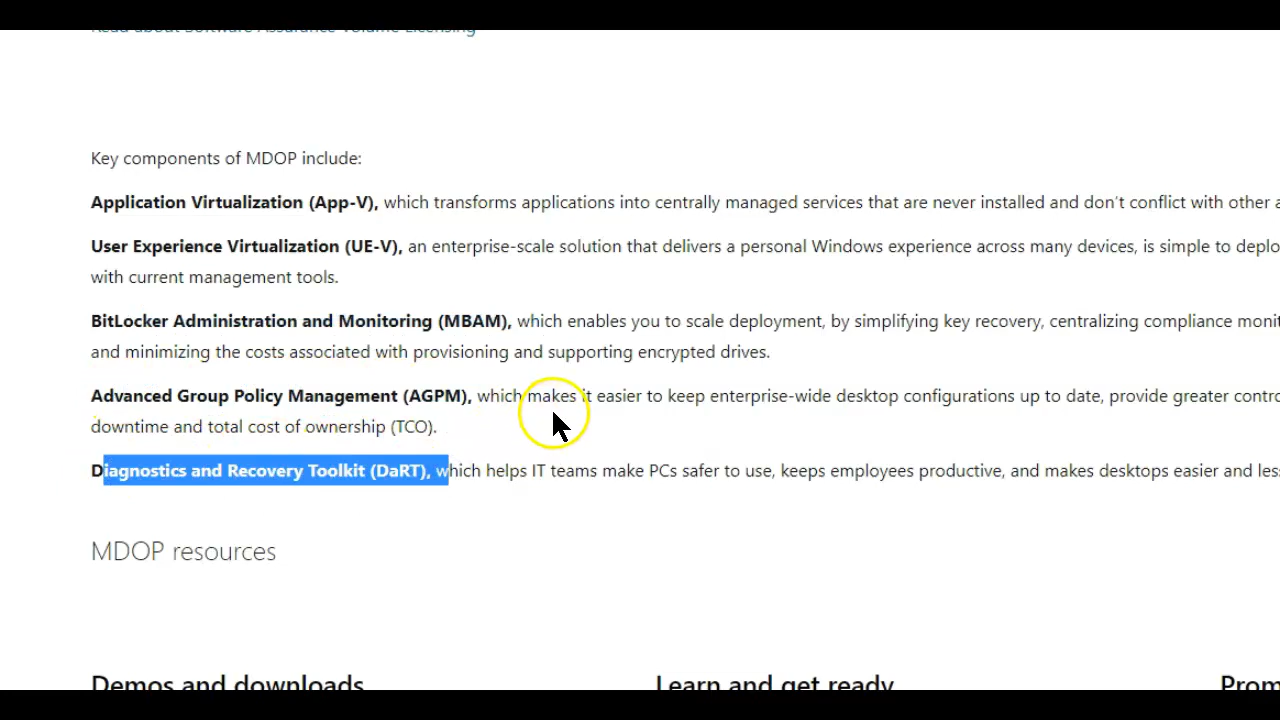 Read about Software Assurance Volume Licensing
Key components of MDOP include:
Application Virtualization (App-V), which transforms applications into centrally managed services that are never installed and don't conflict with other
User Experience Virtualization (UE-V), an enterprise-scale solution that delivers a personal Windows experience across many devices, is simple to
with current management tools.
BitLocker Administration and Monitoring (MBAM), which enables you to scale deployment, by simplifying key recovery, centralizing compliance
and minimizing the costs associated with provisioning and supporting encrypted drives.
Advanced Group Policy Management (AGPM), which makes it easier to keep enterprise-wide desktop configurations up to date, provide greater
downtime and total cost of ownership (TCO).
Diagnostics and Recovery Toolkit (DaRT), which helps IT teams make PCs safer to use, keeps employees productive, and makes desktops easier and
MDOP resources
Demos and downloads
Learn and get ready